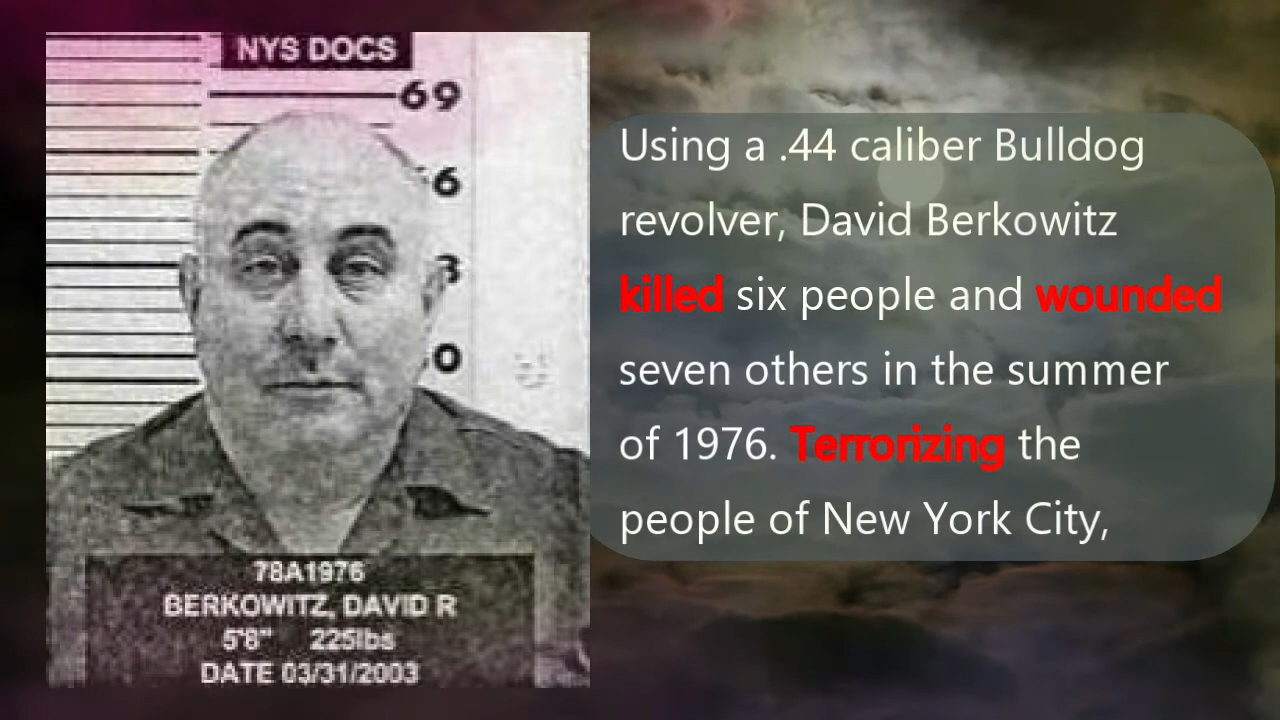 NYS DOCS
69
66
3
0
78A1976
BERKOWITZ, DAVID R
5'8" 225lbs
DATE 03/31/2003
Using a .44 caliber Bulldog
revolver, David Berkowitz
killed six people and wounded
seven others in the summer
of 1976. Terrorizing the
people of New York City,